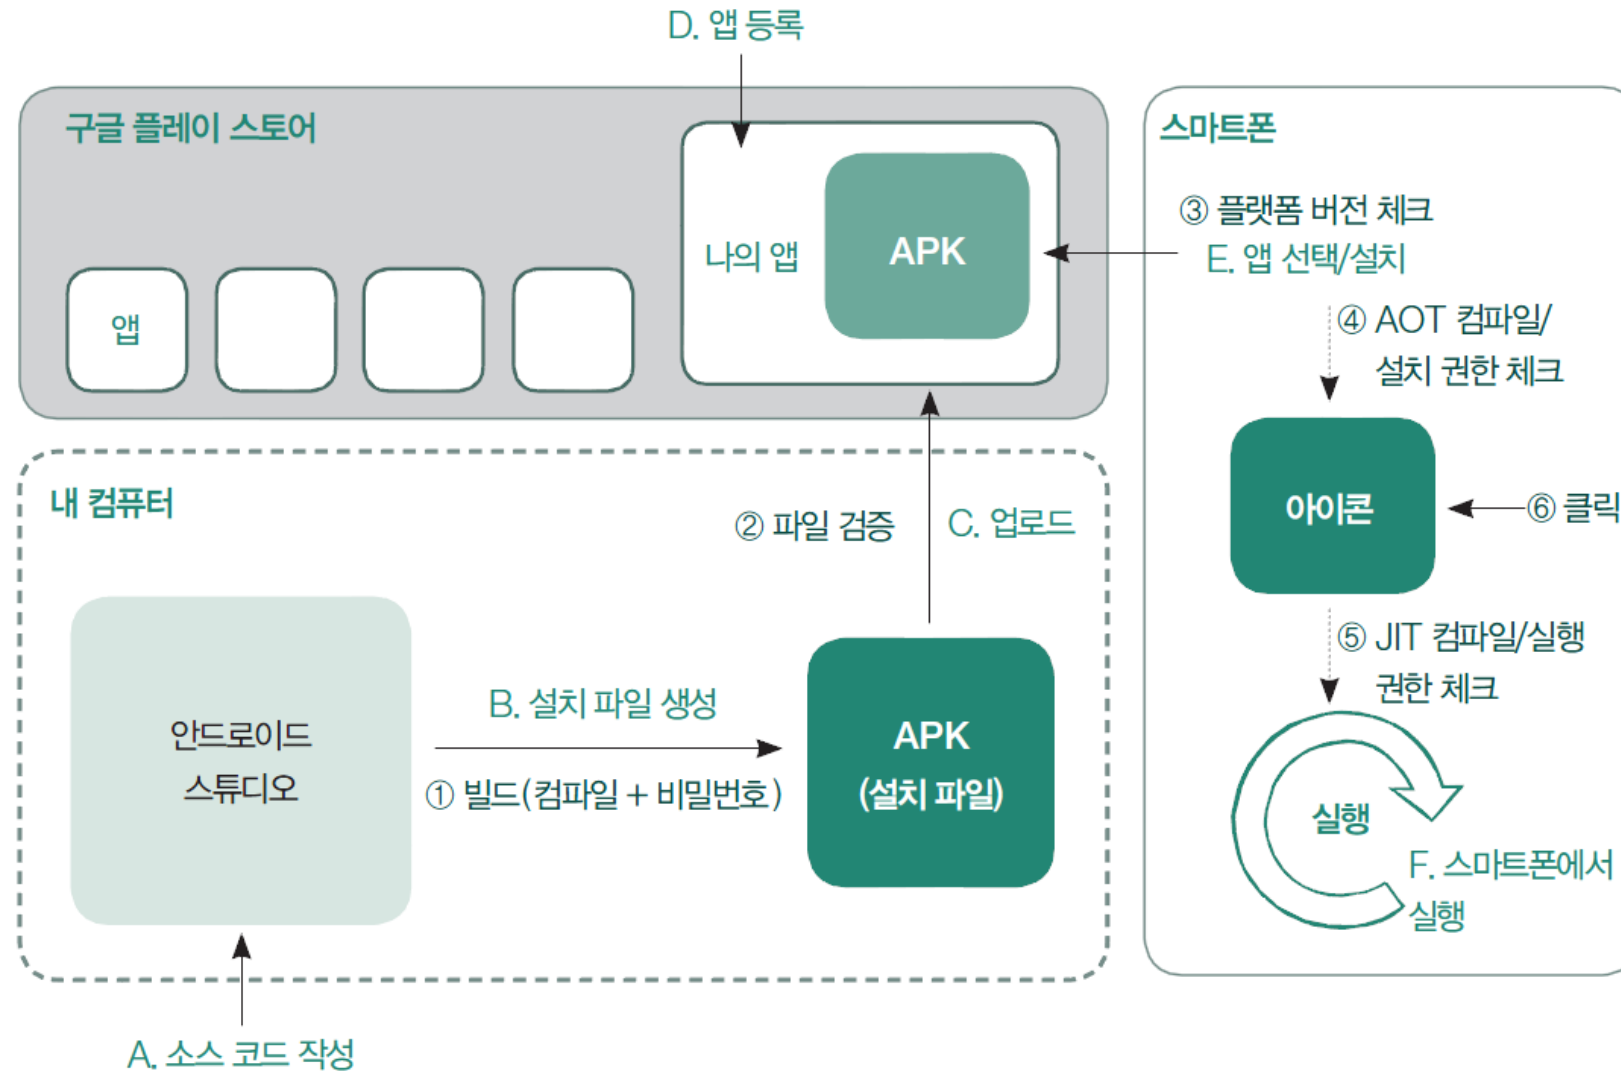 D. 앱 등록
구글 플레이 스토어
나의 앱
APK
앱
스마트폰
③ 플랫폼 버전 체크
E. 앱 선택/설치
④ AOT 컴파일/
설치 권한 체크
아이콘
⑥ 클릭
⑤ JIT 컴파일/실행
권한 체크
실행
F. 스마트폰에서
실행
내 컴퓨터
② 파일 검증
C. 업로드
안드로이드
스튜디오
B. 설치 파일 생성
① 빌드(컴파일 + 비밀번호)
APK
(설치 파일)
A. 소스 코드 작성